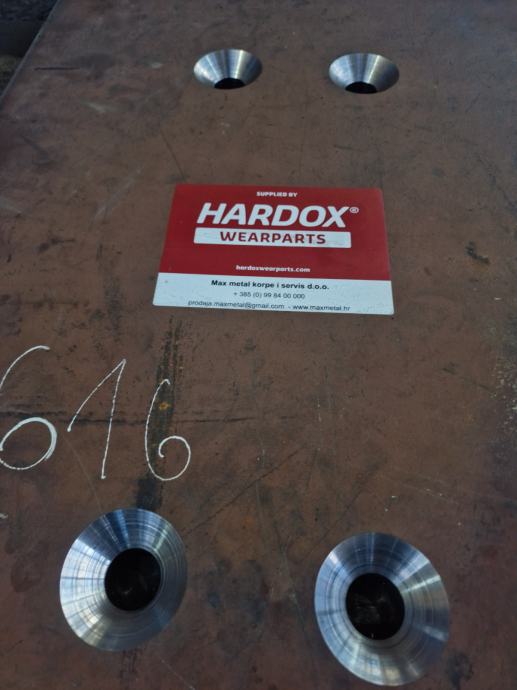 SUPPLIED BY
HARDOX®
WEARPARTS
hardoxwearparts.com
Max metal korpe i servis d.o.o.
+ 385 (0) 99 84 00 000
prodaja.maxmetal@gmail.com - www.maxmetal.hr
616